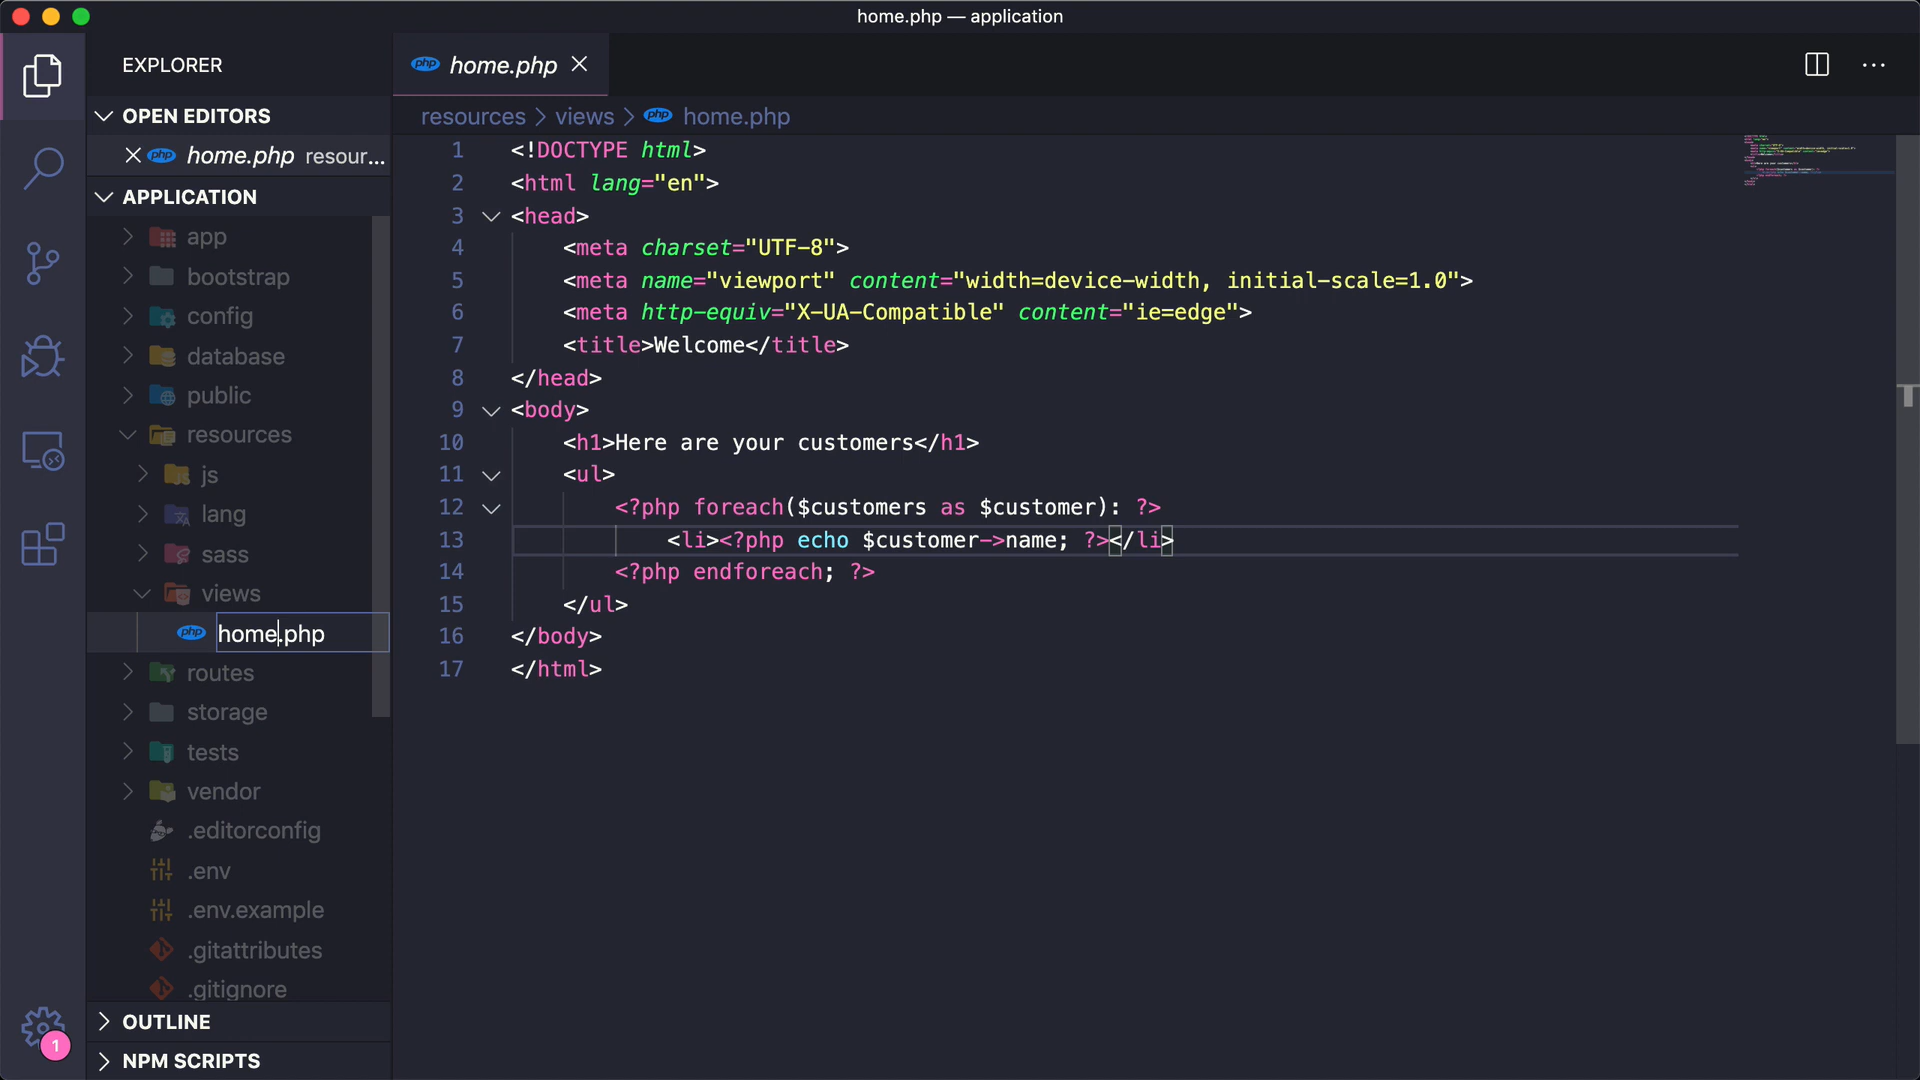 home.php — application
EXPLORER
OPEN EDITORS
php home.php resour...
APPLICATION
app
bootstrap
config
database
public
resources
js
lang
sass
views
php home.php
routes
storage
tests
vendor
.editorconfig
.env
.env.example
.gitattributes
.gitignore
OUTLINE
NPM SCRIPTS
1
php home.php
resources > views > php home.php
1 <!DOCTYPE html>
2 <html lang="en">
3 <head>
4 <meta charset="UTF-8">
5 <meta name="viewport" content="width=device-width, initial-scale=1.0">
6 <meta http-equiv="X-UA-Compatible" content="ie=edge">
7 <title>Welcome</title>
8 </head>
9 <body>
10 <h1>Here are your customers</h1>
11 <ul>
12 <?php foreach($customers as $customer): ?>
13 <li><?php echo $customer->name; ?></li>
14 <?php endforeach; ?>
15 </ul>
16 </body>
17 </html>